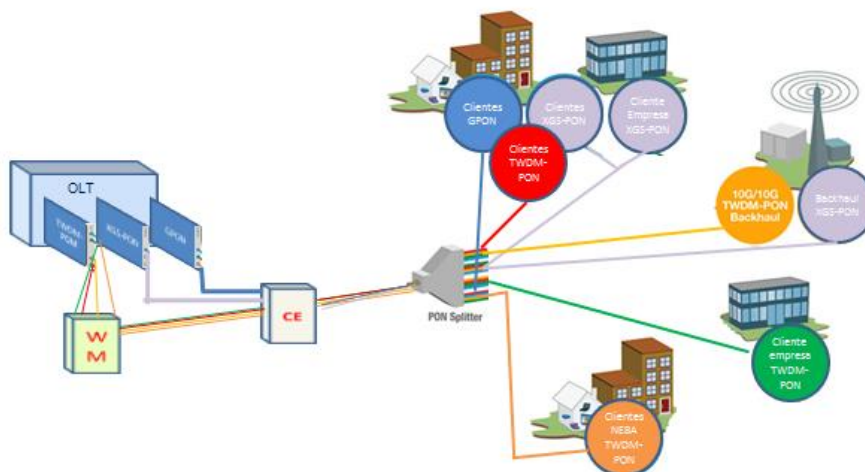 Clientes
GPON
Clientes
XGS-PON
Cliente
Empresa
XGS-PON
Clientes
TWDM-
PON
OLT
TWDM-
PON
XGS-PON
GPON
10G/10G
TWDM-PON
Backhaul
Backhaul
XGS-PON
W
M
CE
PON Splitter
Cliente
empresa
TWDM-
PON
Clientes
NEBA
TWDM-
PON